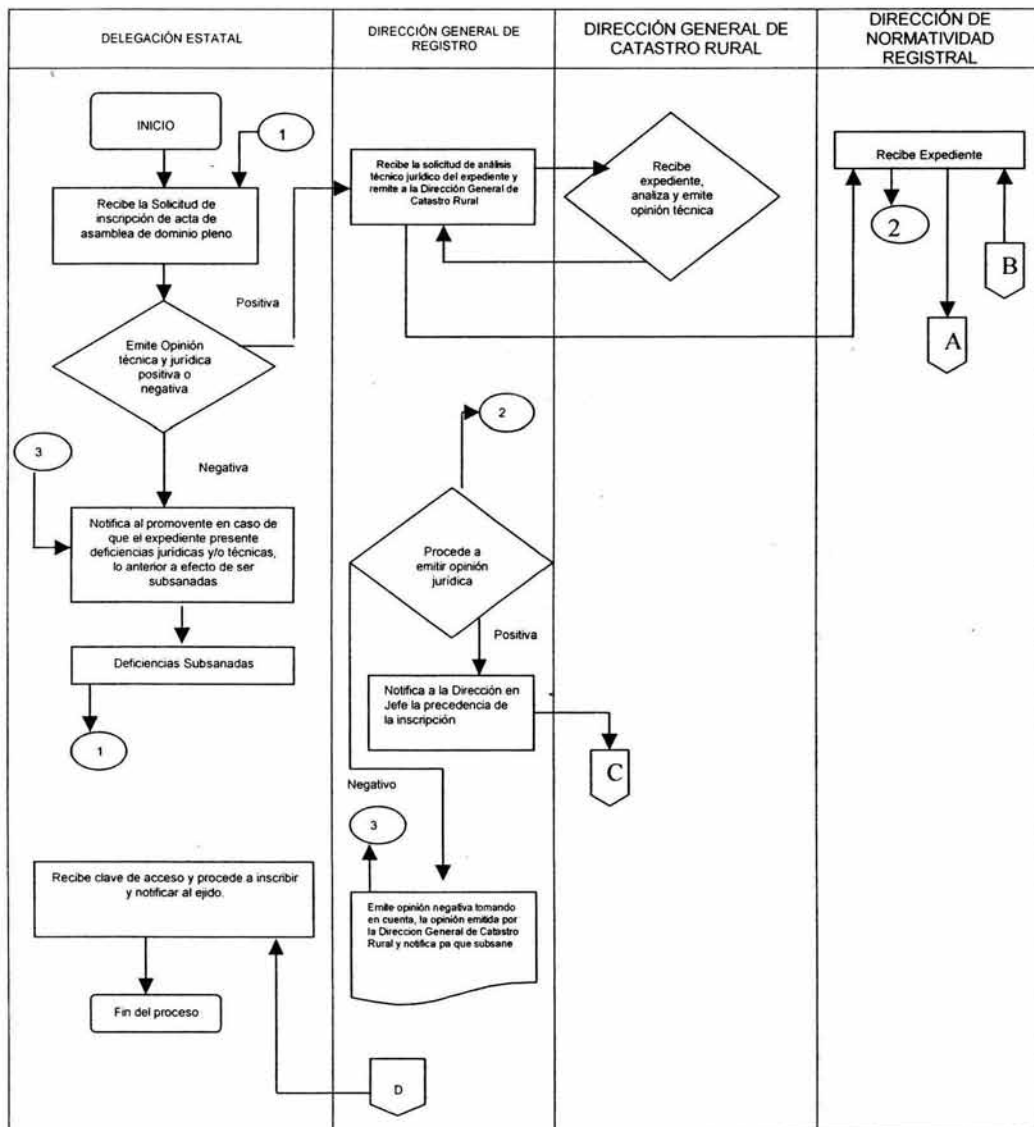 DELEGACIÓN ESTATAL
DIRECCIÓN GENERAL DE
REGISTRO
DIRECCIÓN GENERAL DE
CATASTRO RURAL
DIRECCIÓN DE
NORMATIVIDAD
REGISTRAL
INICIO
1
Recibe la Solicitud de
inscripción de acta de
asamblea de dominio pleno.
Positiva
Emite Opinión
técnica y jurídica
positiva o
negativa
3
Negativa
Notifica al promovente en caso de
que el expediente presente
deficiencias jurídicas y/o técnicas,
lo anterior a efecto de ser
subsanadas
Deficiencias Subsanadas
1
Recibe clave de acceso y procede a inscribir
y notificar al ejido.
Fin del proceso
Recibe la solicitud de análisis
técnico jurídico del expediente y
remite a la Dirección General de
Catastro Rural
2
Procede a
emitir opinión
jurídica
Positiva
Notifica a la Dirección en
Jefe la precedencia de
la inscripción
Negativo
3
Emite opinión negativa tomando
en cuenta, la opinión emitida por
la Direccion General de Catastro
Rural y notifica pa que subsane
D
Recibe
expediente,
analiza y emite
opinión técnica
C
Recibe Expediente
2
B
A